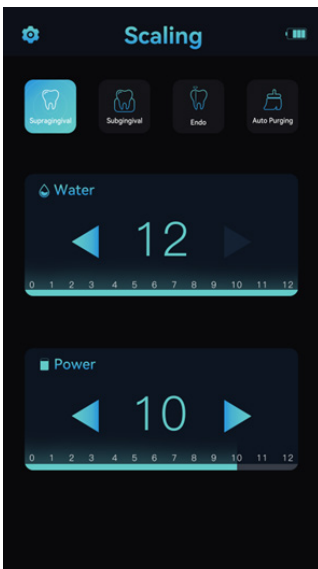 Scaling
Supragingival Subgingival Endo Auto Purging
Water
12
0 1 2 3 4 5 6 7 8 9 10 11 12
Power
10
0 1 2 3 4 5 6 7 8 9 10 11 12